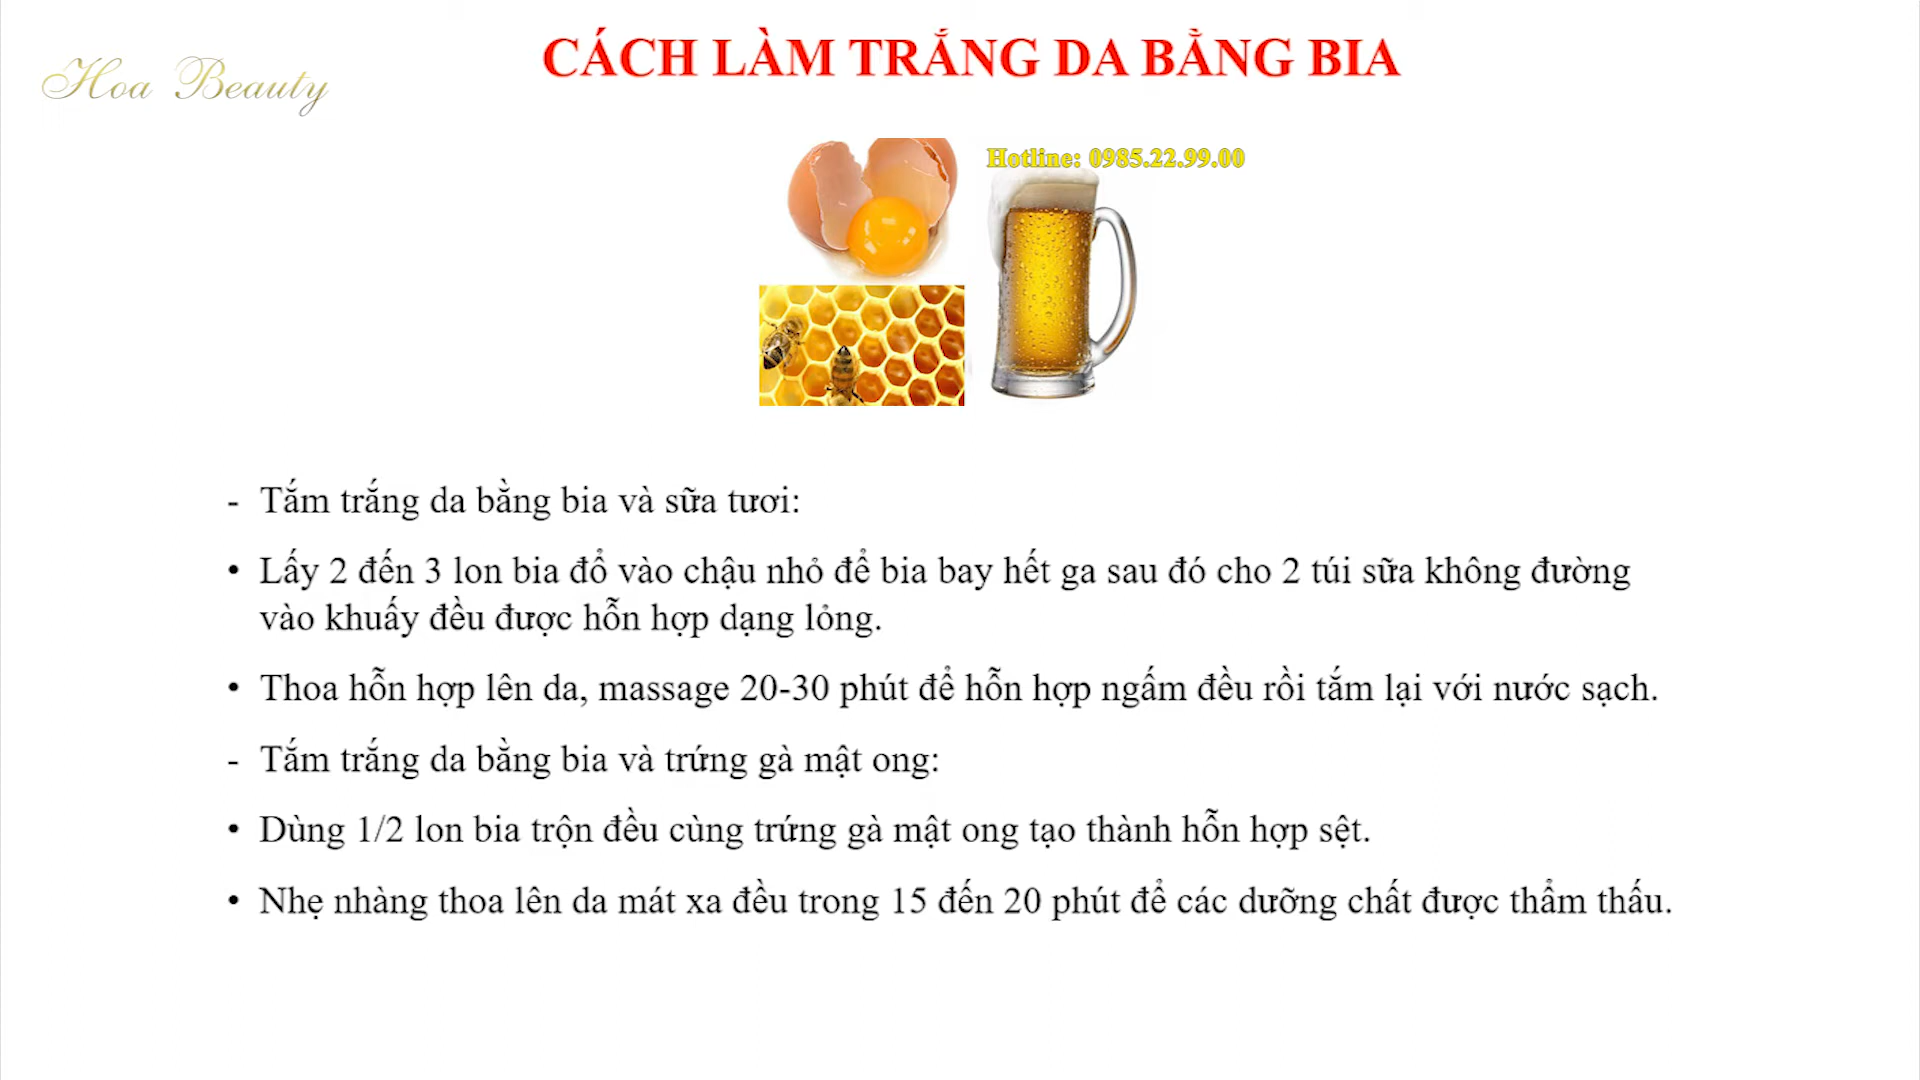 Hoa Beauty
CÁCH LÀM TRẮNG DA BẰNG BIA
Hotline: 0985.22.99.00
- Tắm trắng da bằng bia và sữa tươi:
• Lấy 2 đến 3 lon bia đổ vào chậu nhỏ để bia bay hết ga sau đó cho 2 túi sữa không đường
vào khuấy đều được hỗn hợp dạng lỏng.
• Thoa hỗn hợp lên da, massage 20-30 phút để hỗn hợp ngấm đều rồi tắm lại với nước sạch.
- Tắm trắng da bằng bia và trứng gà mật ong:
• Dùng 1/2 lon bia trộn đều cùng trứng gà mật ong tạo thành hỗn hợp sệt.
• Nhẹ nhàng thoa lên da mát xa đều trong 15 đến 20 phút để các dưỡng chất được thẩm thấu.